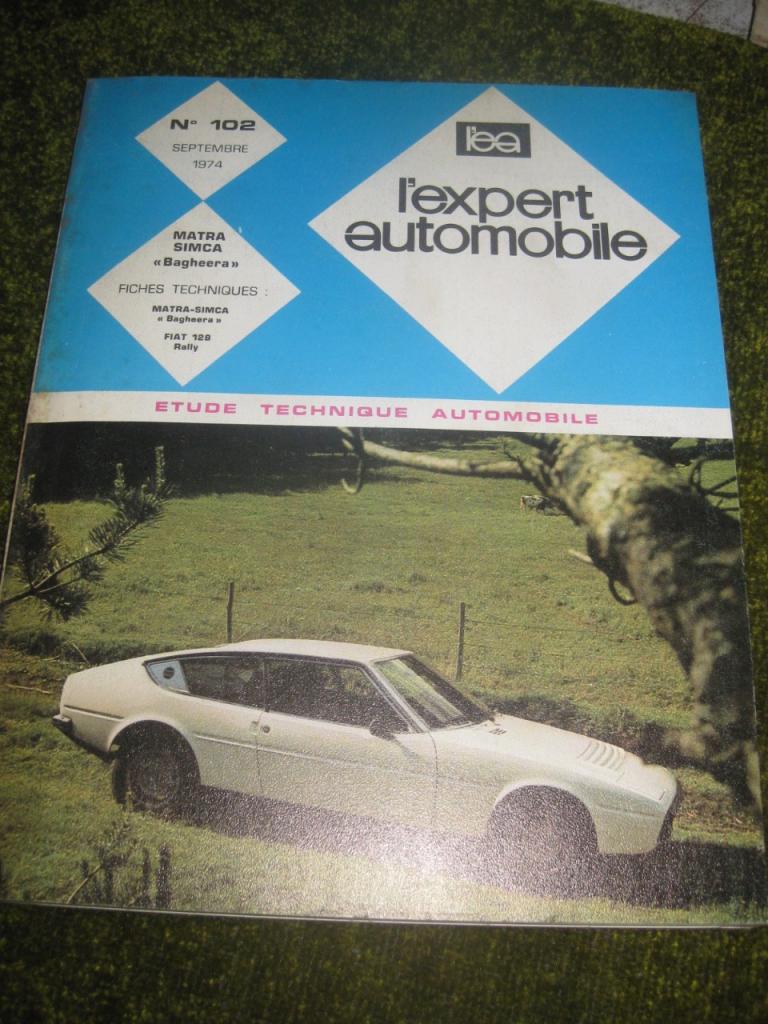 N° 102
SEPTEMBRE
1974
l'ea
l'expert
automobile
MATRA
SIMCA
«Bagheera»
FICHES TECHNIQUES :
MATRA-SIMCA
« Bagheera »
FIAT 128
Rally
ETUDE TECHNIQUE AUTOMOBILE